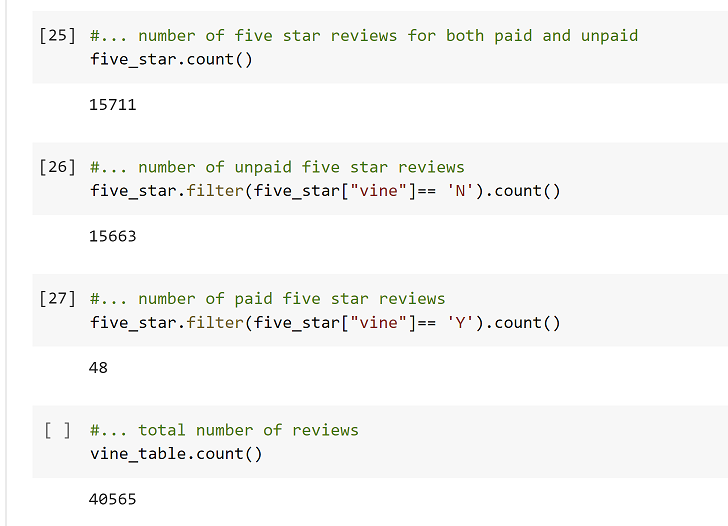 [25] #... number of five star reviews for both paid and unpaid
five_star.count()
15711
[26] #... number of unpaid five star reviews
five_star.filter(five_star["vine"]== 'N').count()
15663
[27] #... number of paid five star reviews
five_star.filter(five_star["vine"]== 'Y').count()
48
[ ] #... total number of reviews
vine_table.count()
40565